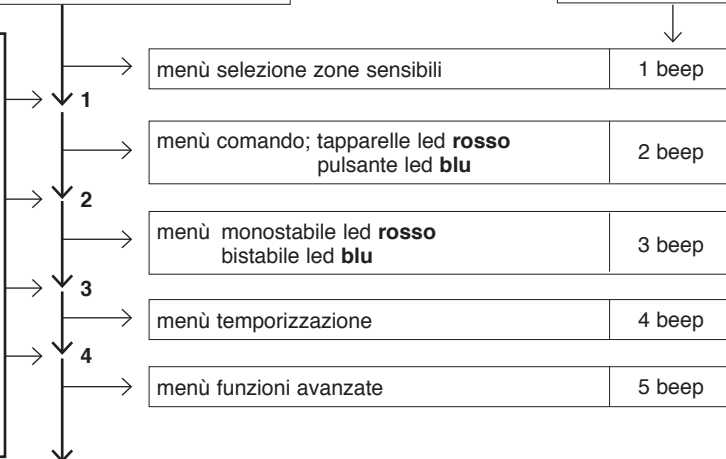 menù selezione zone sensibili 1 beep
1
menù comando; tapparelle led rosso
pulsante led blu
2 beep
2
menù monostabile led rosso
bistabile led blu
3 beep
3
menù temporizzazione 4 beep
4
menù funzioni avanzate 5 beep